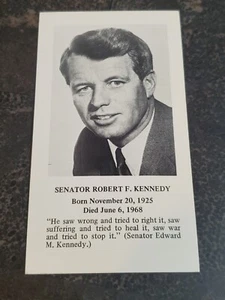 SENATOR ROBERT F. KENNEDY
Born November 20, 1925
Died June 6, 1968
"He saw wrong and tried to right it, saw
suffering and tried to heal it, saw war
and tried to stop it." (Senator Edward
M. Kennedy.)